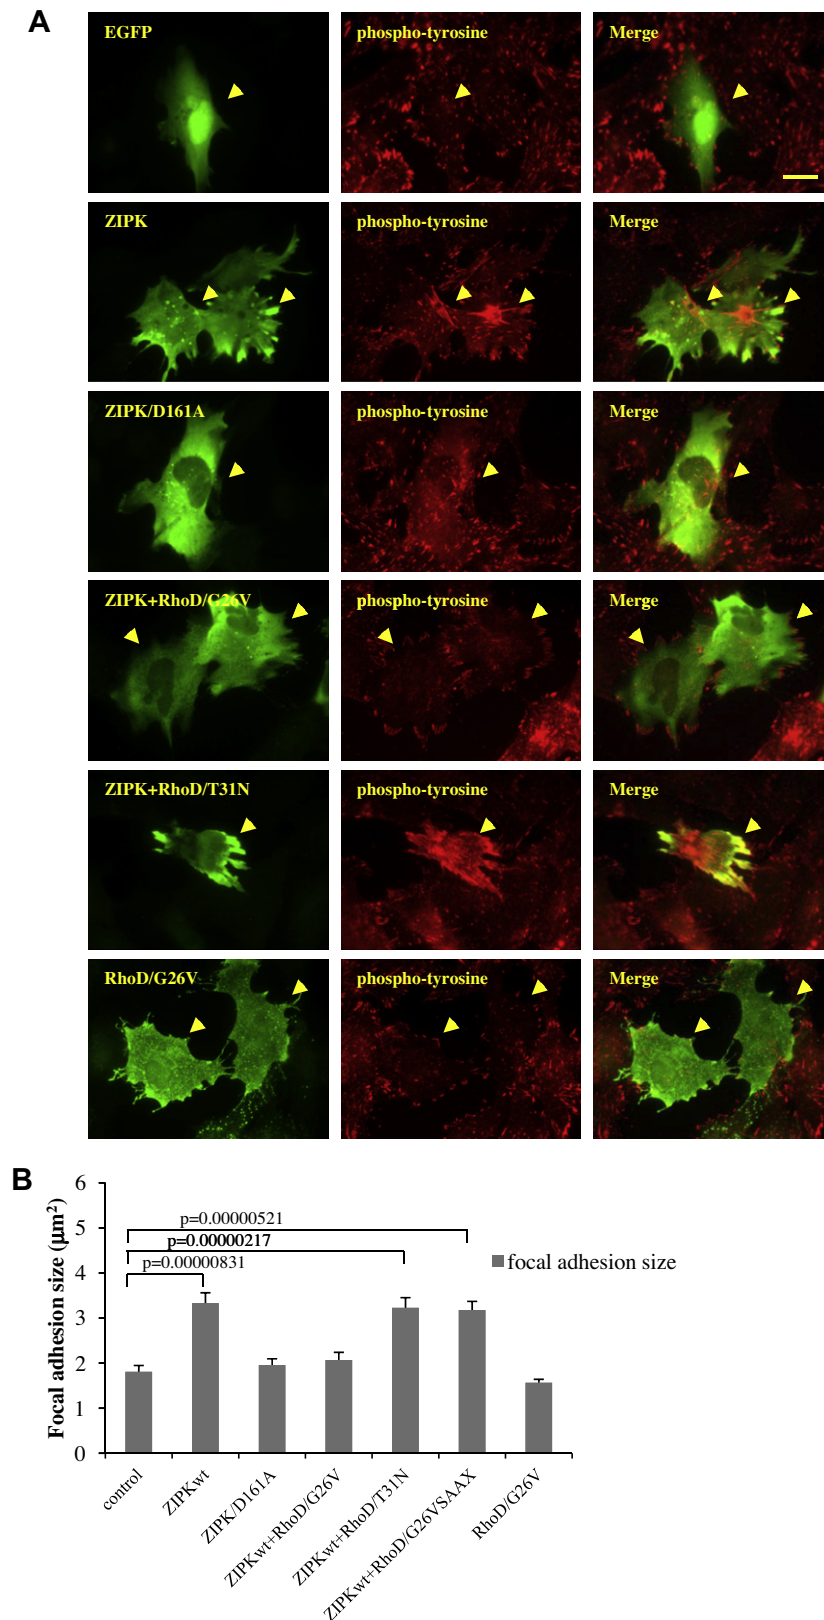 A
EGFP phospho-tyrosine Merge
ZIPK phospho-tyrosine Merge
ZIPK/D161A phospho-tyrosine Merge
ZIPK+RhoD/G26V phospho-tyrosine Merge
ZIPK+RhoD/T31N phospho-tyrosine Merge
RhoD/G26V phospho-tyrosine Merge
B
Focal adhesion size (μm²)
6
5
4
3
2
1
0
p=0.00000521
p=0.00000217
p=0.00000831
focal adhesion size
control
ZIPKwt
ZIPK/D161A
ZIPKwt+RhoD/G26V
ZIPKwt+RhoD/T31N
ZIPKwt+RhoD/G26VSAAX
RhoD/G26V